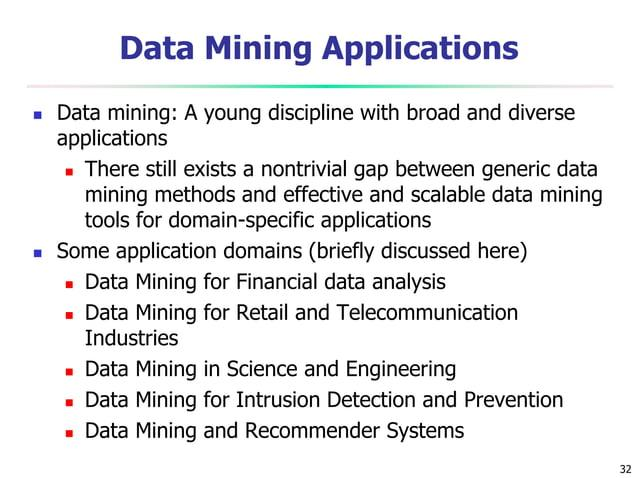 Data Mining Applications
Data mining: A young discipline with broad and diverse
applications
There still exists a nontrivial gap between generic data
mining methods and effective and scalable data mining
tools for domain-specific applications
Some application domains (briefly discussed here)
Data Mining for Financial data analysis
Data Mining for Retail and Telecommunication
Industries
Data Mining in Science and Engineering
Data Mining for Intrusion Detection and Prevention
Data Mining and Recommender Systems
32